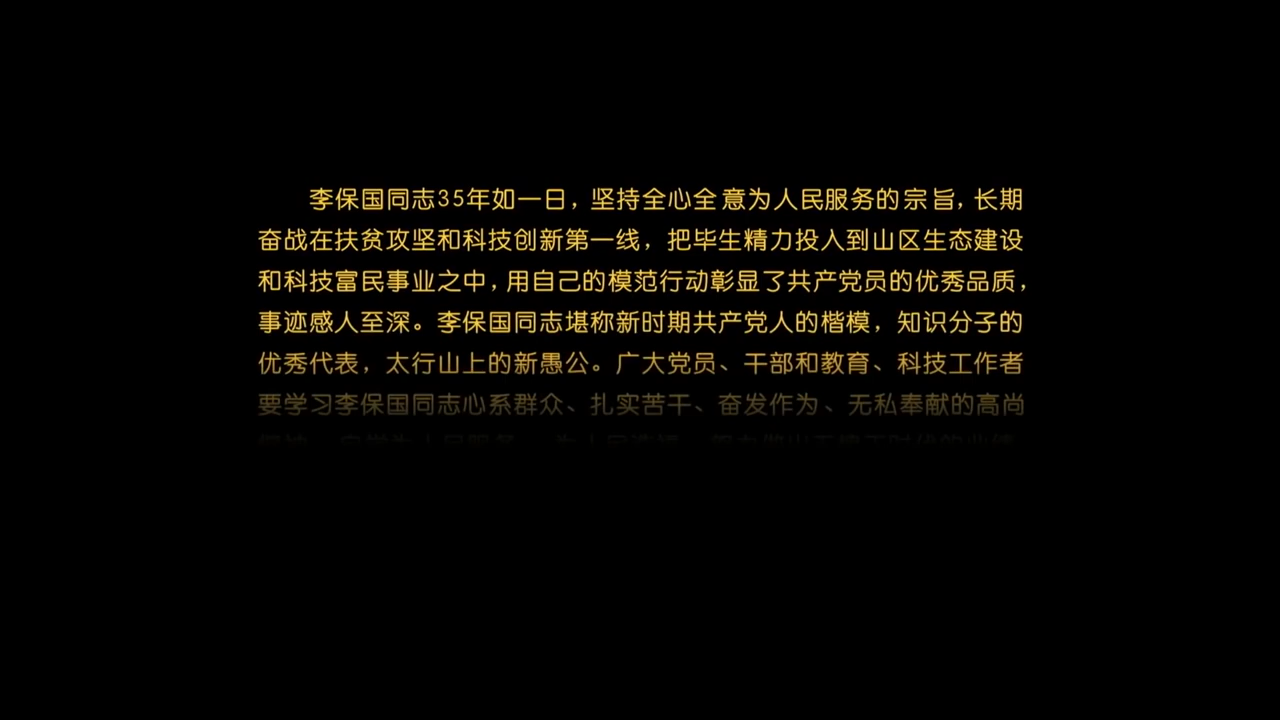 李保国同志35年如一日，坚持全心全意为人民服务的宗旨，长期
奋战在扶贫攻坚和科技创新第一线，把毕生精力投入到山区生态建设
和科技富民事业之中，用自己的模范行动彰显了共产党员的优秀品质，
事迹感人至深。李保国同志堪称新时期共产党人的楷模，知识分子的
优秀代表，太行山上的新愚公。广大党员、干部和教育、科技工作者
要学习李保国同志心系群众、扎实苦干、奋发作为、无私奉献的高尚